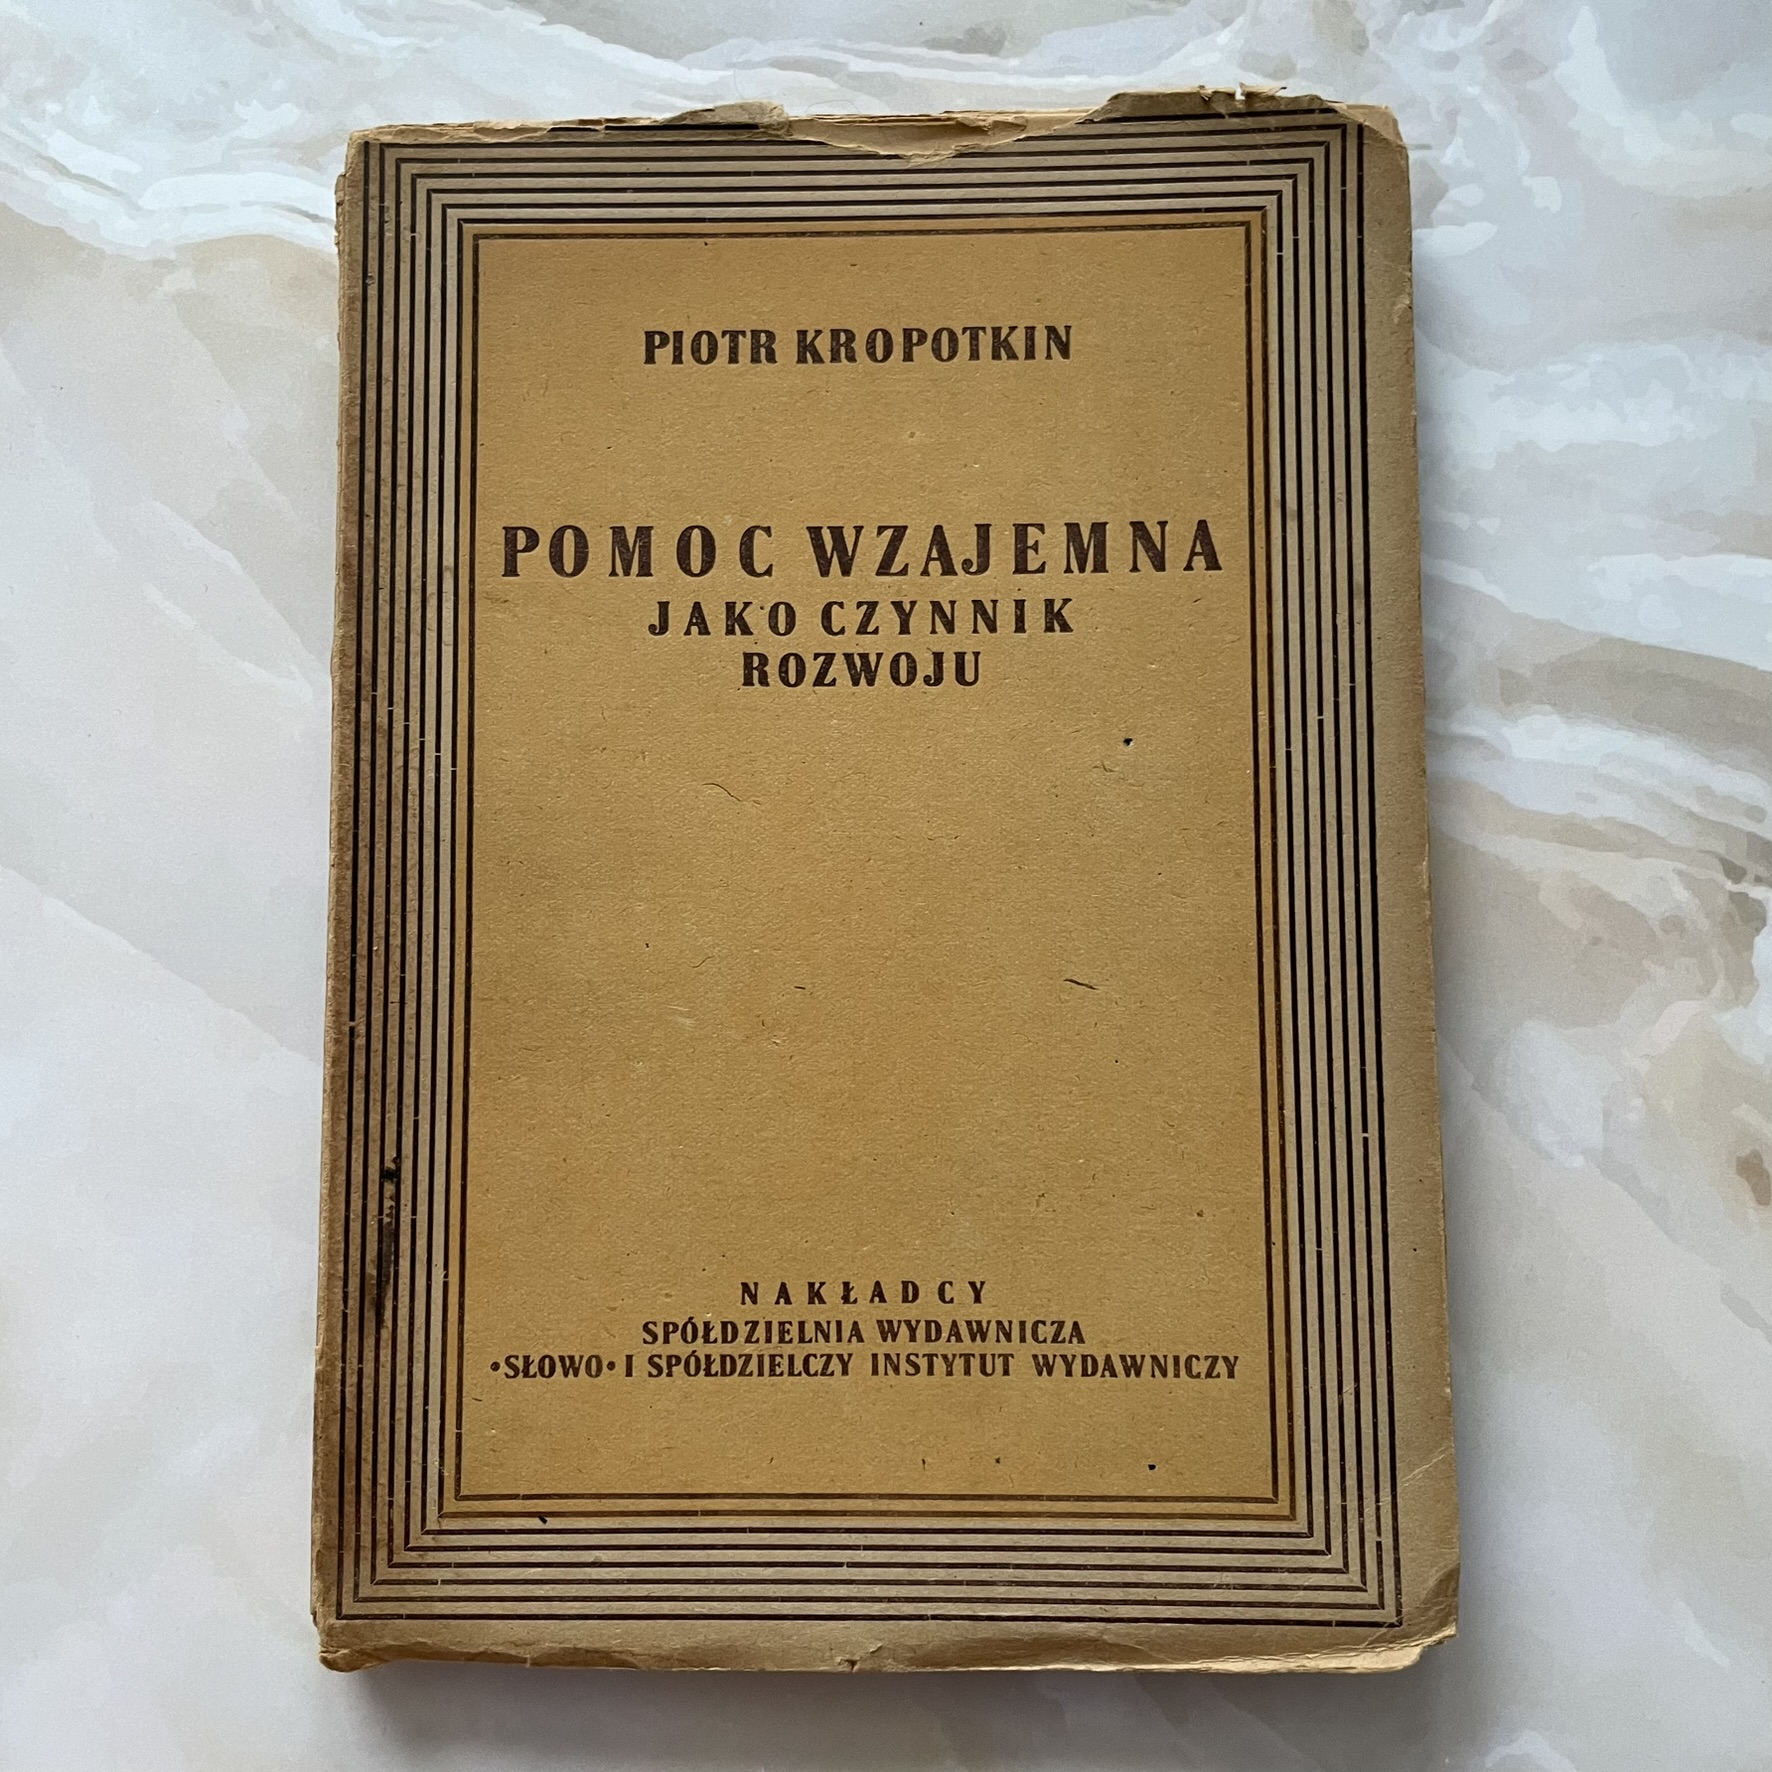 PIOTR KROPOTKIN
POMOC WZAJEMNA
JAKO CZYNNIK
ROZWOJU
NAKŁADCY
SPÓŁDZIELNIA WYDAWNICZA
•SŁOWO• I SPÓŁDZIELCZY INSTYTUT WYDAWNICZY